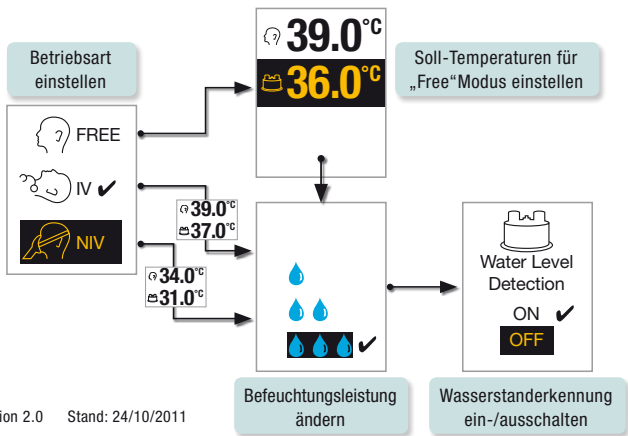 Betriebsart
einstellen
39.0°C
36.0°C
Soll-Temperaturen für
„Free“Modus einstellen
FREE
IV ✔
NIV
39.0°C
37.0°C
34.0°C
31.0°C
✔
Water Level
Detection
ON ✔
OFF
Befeuchtungsleistung
ändern
Wasserstanderkennung
ein-/ausschalten
ion 2.0 Stand: 24/10/2011